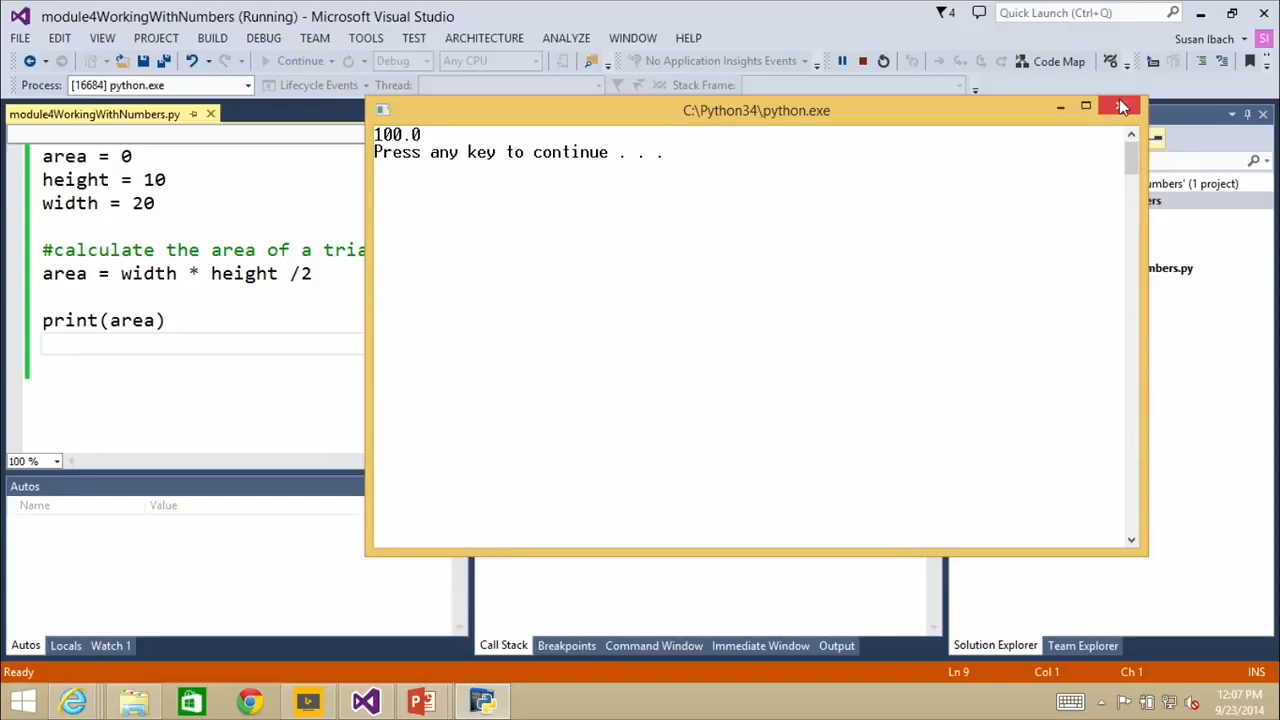 module4WorkingWithNumbers (Running) - Microsoft Visual Studio
4
Quick Launch (Ctrl+Q)
FILE EDIT VIEW PROJECT BUILD DEBUG TEAM TOOLS TEST ARCHITECTURE ANALYZE WINDOW HELP
Susan Ibach SI
Continue Debug Any CPU No Application Insights Events Code Map
Process: [16684] python.exe Lifecycle Events Thread: Stack Frame:
module4WorkingWithNumbers.py
C:\Python34\python.exe
100.0
Press any key to continue . . .
area = 0
height = 10
width = 20
#calculate the area of a tria
area = width * height /2
print(area)
umbers' (1 project)
ers
mbers.py
100 %
Autos
Name Value
Autos Locals Watch 1
Call Stack Breakpoints Command Window Immediate Window Output
Solution Explorer Team Explorer
Ready Ln 9 Col 1 Ch 1 INS
12:07 PM
9/23/2014